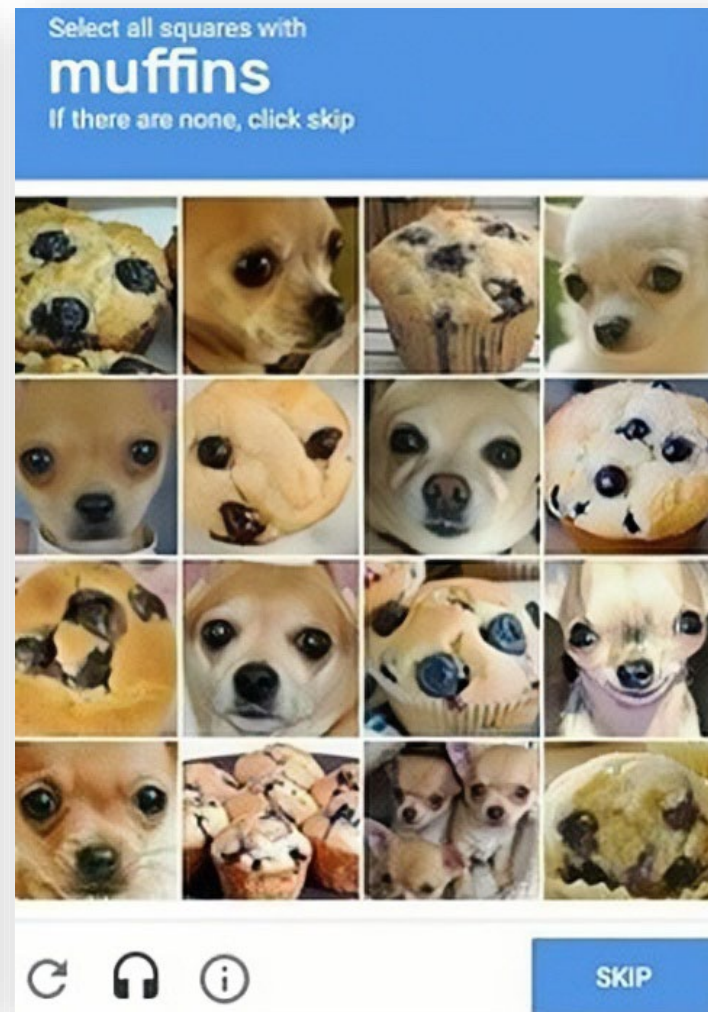 Select all squares with
muffins
If there are none, click skip
SKIP